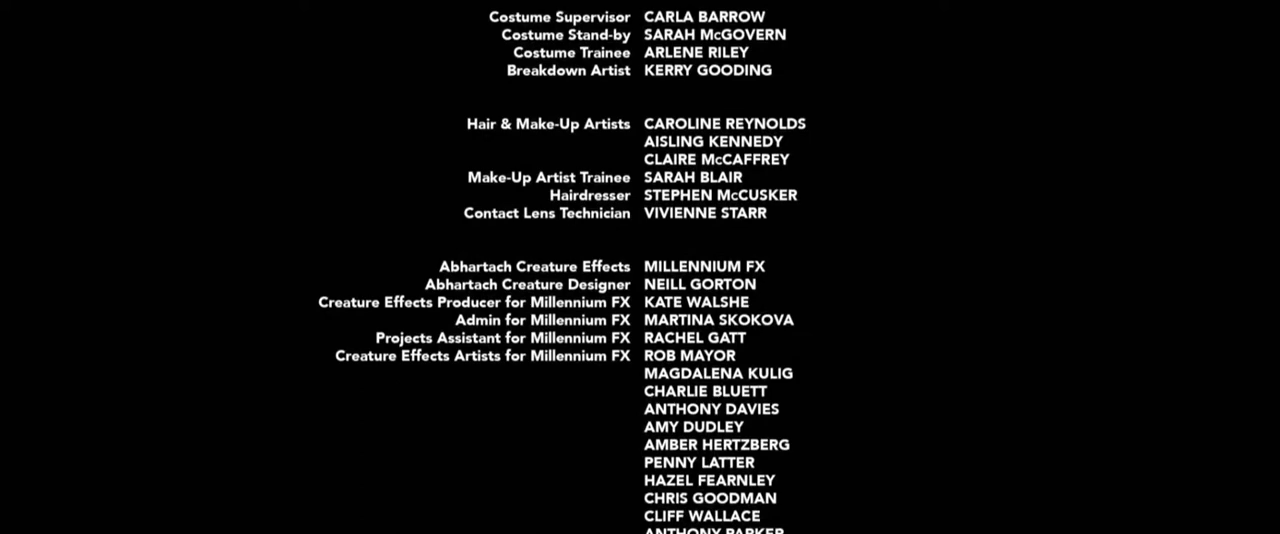 Costume Supervisor CARLA BARROW
Costume Stand-by SARAH McGOVERN
Costume Trainee ARLENE RILEY
Breakdown Artist KERRY GOODING
Hair & Make-Up Artists CAROLINE REYNOLDS
AISLING KENNEDY
CLAIRE McCAFFREY
Make-Up Artist Trainee SARAH BLAIR
Hairdresser STEPHEN McCUSKER
Contact Lens Technician VIVIENNE STARR
Abhartach Creature Effects MILLENNIUM FX
Abhartach Creature Designer NEILL GORTON
Creature Effects Producer for Millennium FX KATE WALSHE
Admin for Millennium FX MARTINA SKOKOVA
Projects Assistant for Millennium FX RACHEL GATT
Creature Effects Artists for Millennium FX ROB MAYOR
MAGDALENA KULIG
CHARLIE BLUETT
ANTHONY DAVIES
AMY DUDLEY
AMBER HERTZBERG
PENNY LATTER
HAZEL FEARNLEY
CHRIS GOODMAN
CLIFF WALLACE
ANTHONY PARKER